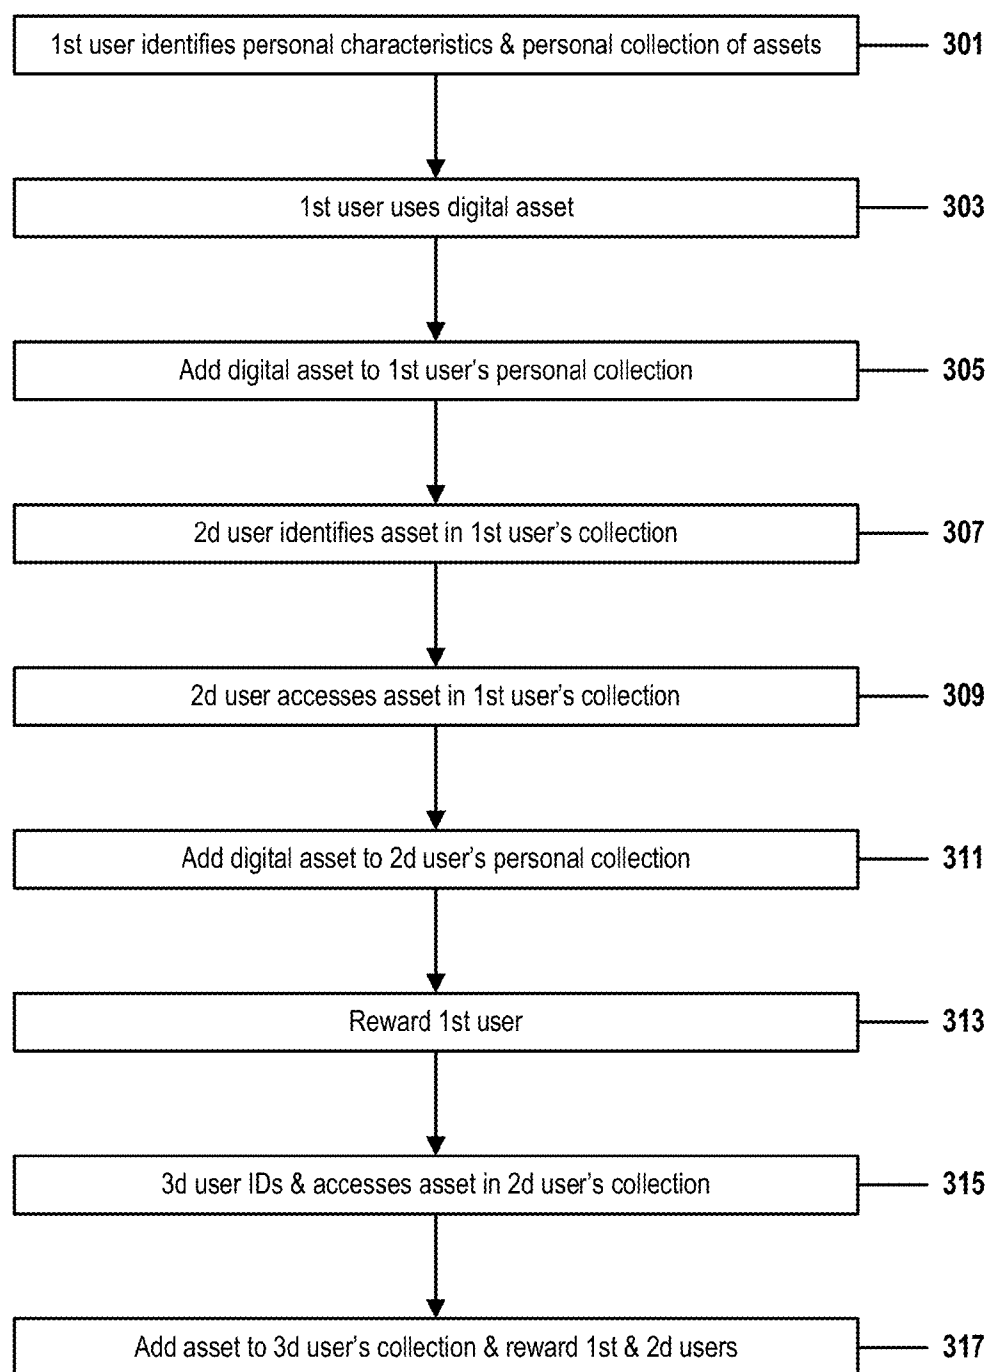 1st user identifies personal characteristics & personal collection of assets 301
1st user uses digital asset 303
Add digital asset to 1st user's personal collection 305
2d user identifies asset in 1st user's collection 307
2d user accesses asset in 1st user's collection 309
Add digital asset to 2d user's personal collection 311
Reward 1st user 313
3d user IDs & accesses asset in 2d user's collection 315
Add asset to 3d user's collection & reward 1st & 2d users 317